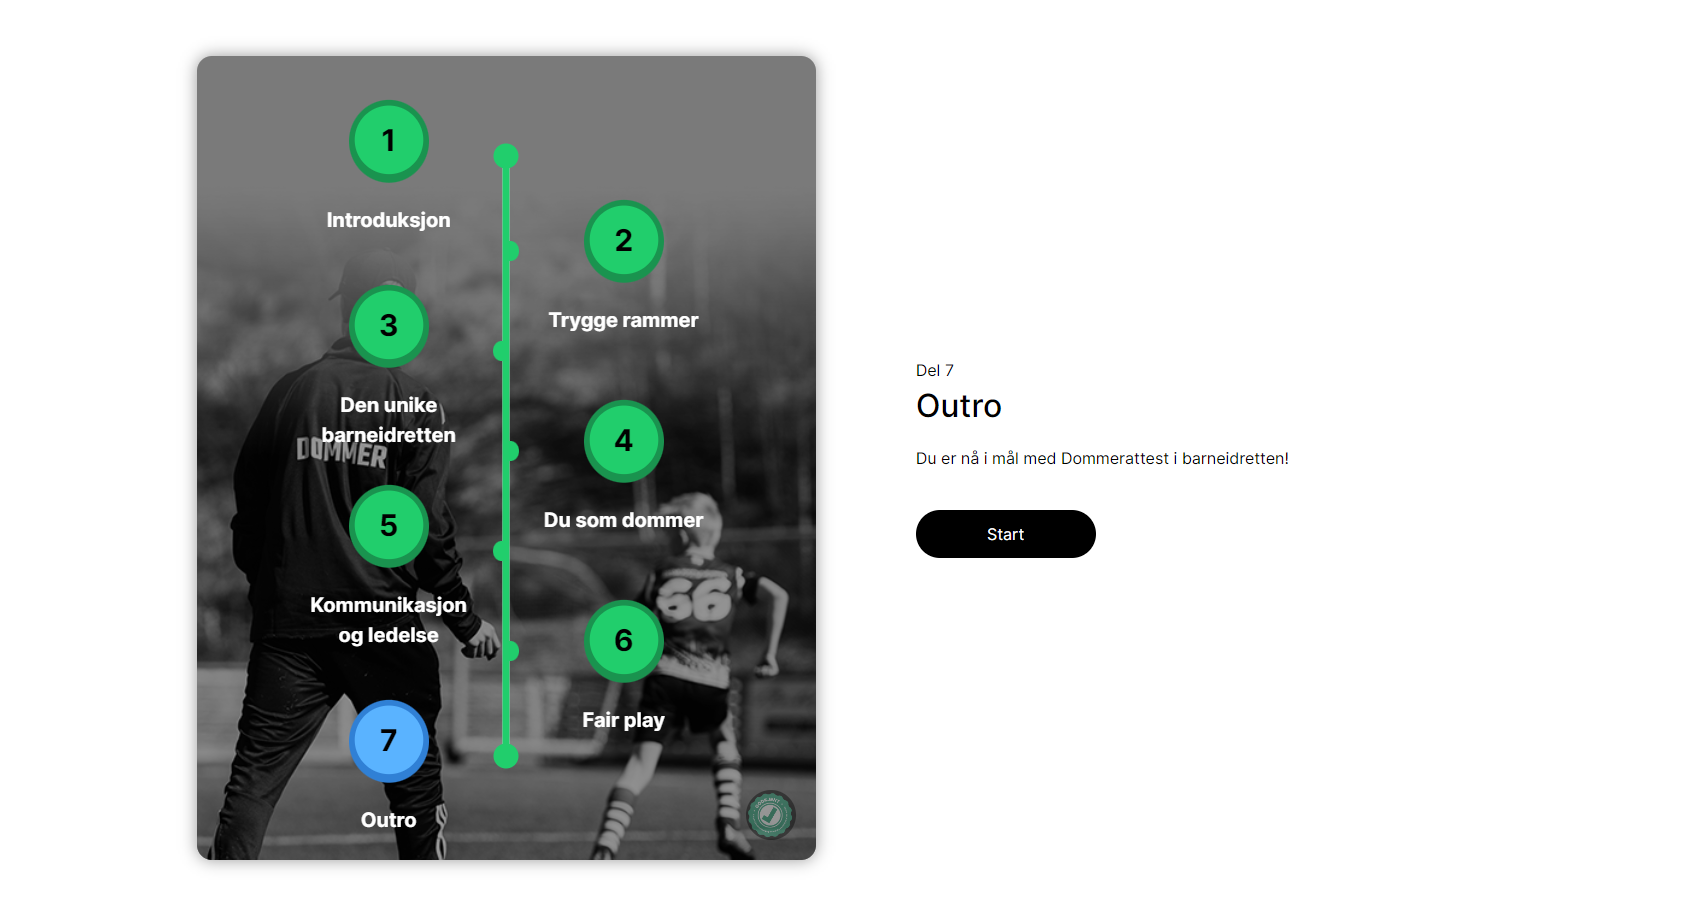 1
Introduksjon
2
Trygge rammer
3
Den unike
barneidretten
DOMMER
4
Du som dommer
5
Kommunikasjon
og ledelse
66
6
Fair play
7
Outro
GODKJENT
Del 7
Outro
Du er nå i mål med Dommerattest i barneidretten!
Start